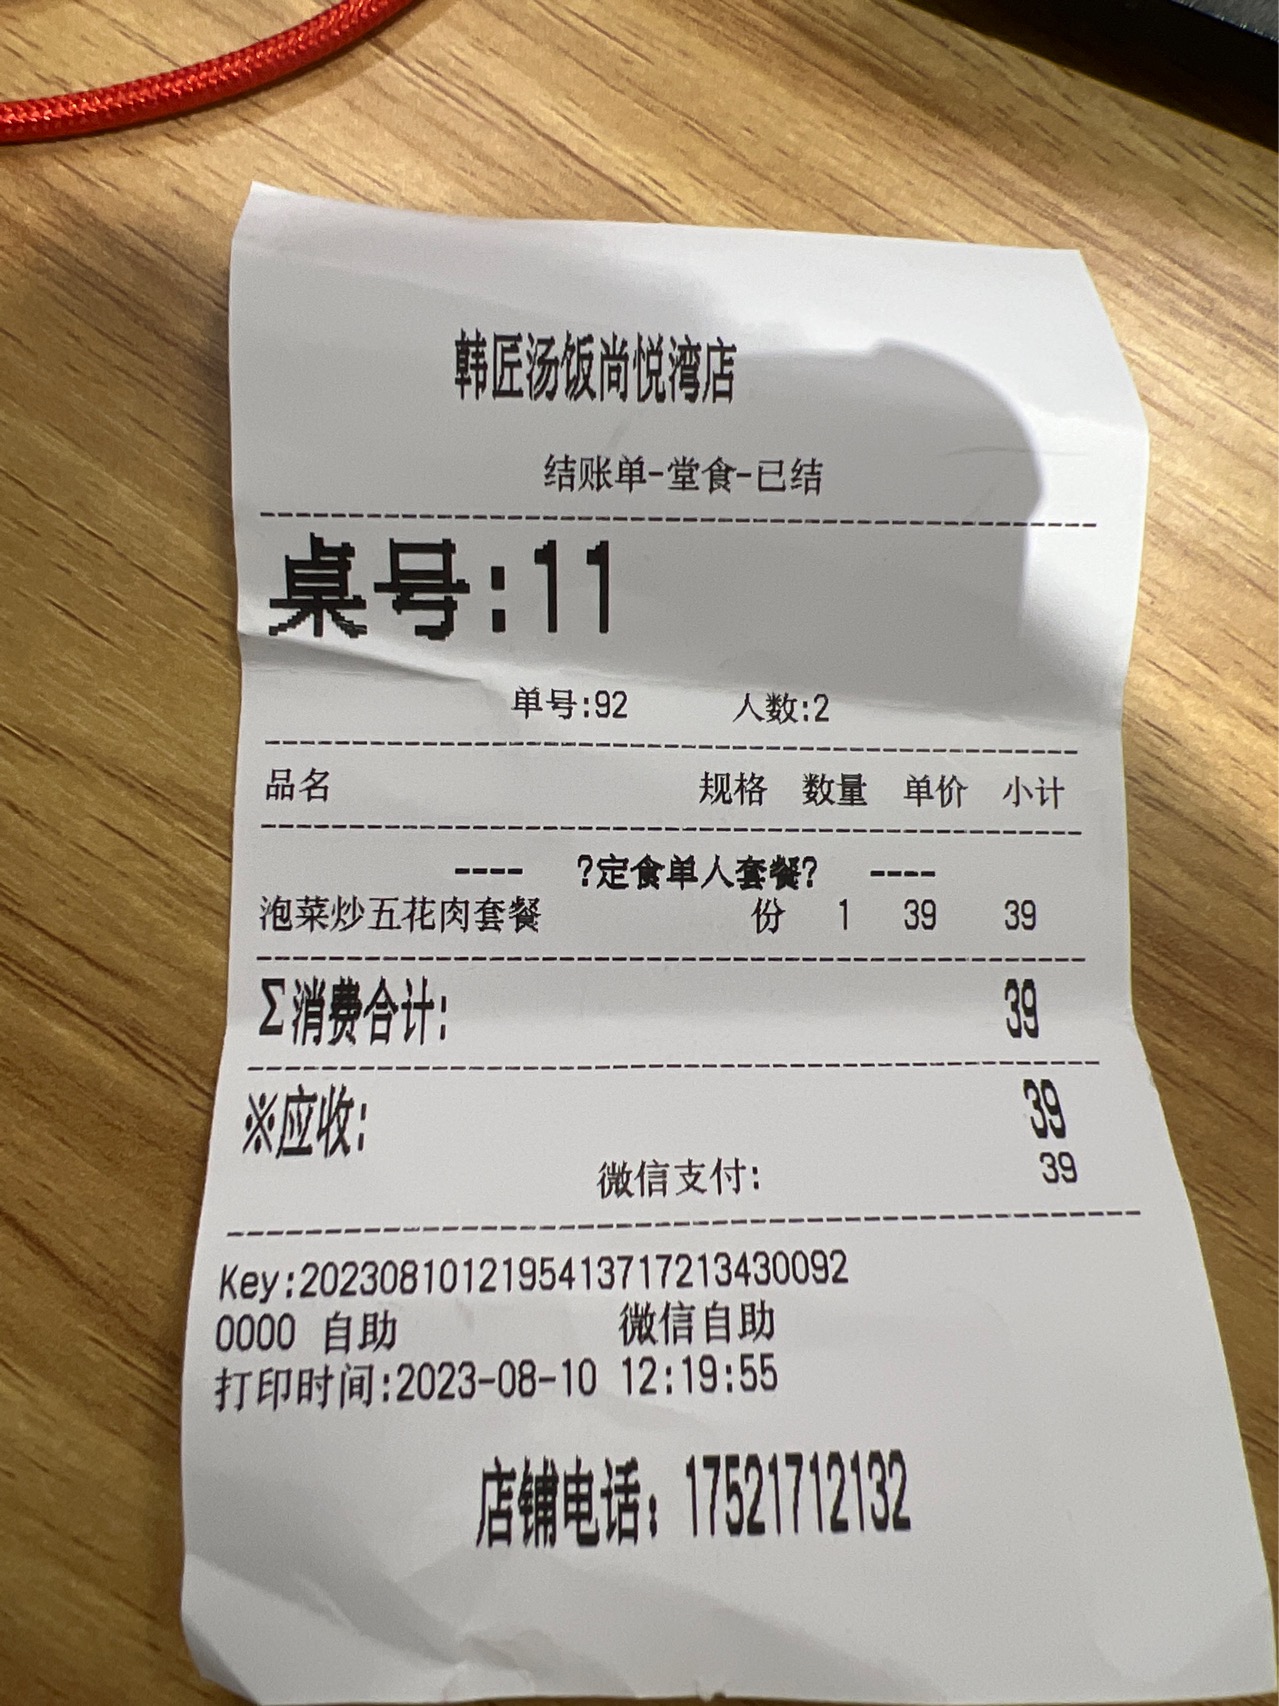 韩匠汤饭尚悦湾店
结账单-堂食-已结
桌号:11
单号:92 人数:2
品名 规格 数量 单价 小计
---- ?定食单人套餐? ----
泡菜炒五花肉套餐 份 1 39 39
Σ消费合计: 39
※应收: 39
微信支付: 39
Key:2023081012195413717213430092
0000 自助 微信自助
打印时间:2023-08-10 12:19:55
店铺电话：17521712132